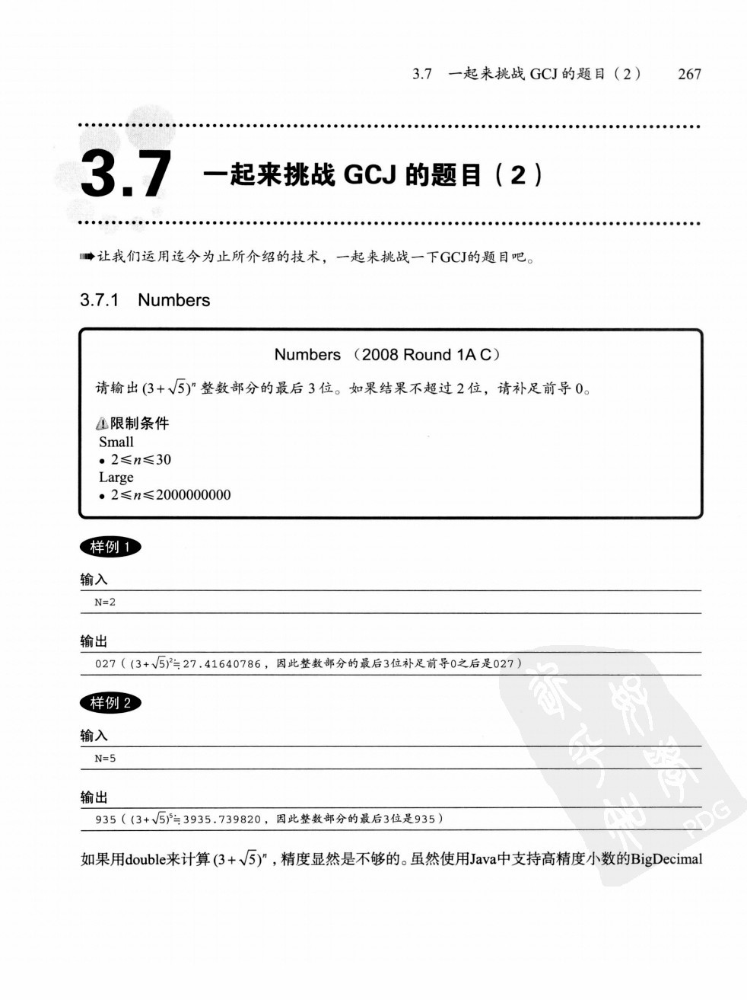 3.7 一起来挑战 GCJ 的题目(2) 267
3.7 一起来挑战 GCJ 的题目(2)
让我们运用迄今为止所介绍的技术,一起来挑战一下GCJ的题目吧。
3.7.1 Numbers
Numbers (2008 Round 1A C)
请输出 (3+√5)ⁿ 整数部分的最后 3 位。如果结果不超过 2 位,请补足前导 0。
限制条件
Small
• 2≤n≤30
Large
• 2≤n≤2000000000
样例 1
输入
N=2
输出
027((3+√5)²≒27.41640786,因此整数部分的最后3位补足前导0之后是027)
样例 2
输入
N=5
输出
935((3+√5)⁵≒3935.739820,因此整数部分的最后3位是935)
如果用double来计算 (3+√5)ⁿ,精度显然是不够的。虽然使用Java中支持高精度小数的BigDecimal
PDG